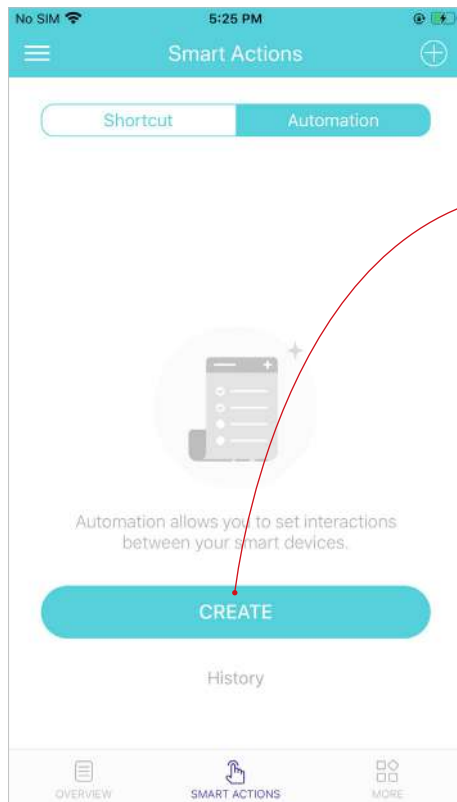 No SIM 5:25 PM
Smart Actions
Shortcut Automation
Automation allows you to set interactions
between your smart devices.
CREATE
History
OVERVIEW SMART ACTIONS MORE